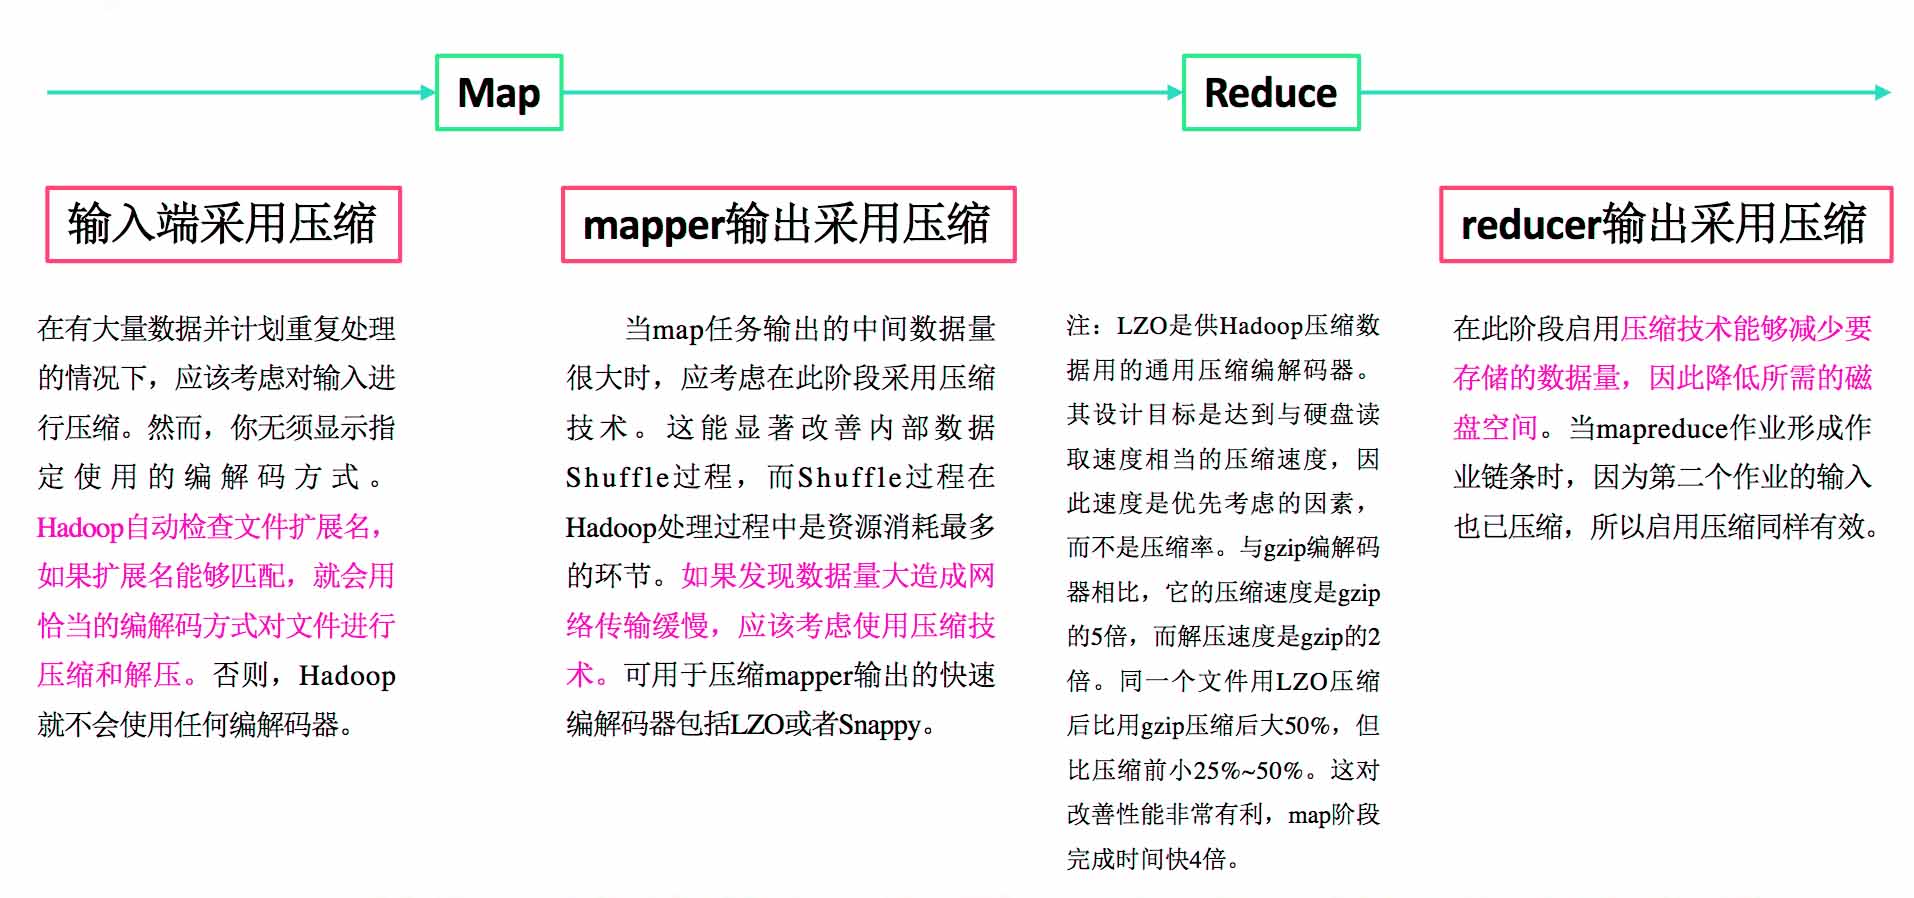 Map
Reduce
输入端采用压缩
mapper输出采用压缩
reducer输出采用压缩
在有大量数据并计划重复处理
的情况下，应该考虑对输入进
行压缩。然而，你无须显示指
定使用的编解码方式。
Hadoop自动检查文件扩展名，
如果扩展名能够匹配，就会用
恰当的编解码方式对文件进行
压缩和解压。否则，Hadoop
就不会使用任何编解码器。
当map任务输出的中间数据量
很大时，应考虑在此阶段采用压缩
技术。这能显著改善内部数据
Shuffle过程，而Shuffle过程在
Hadoop处理过程中是资源消耗最多
的环节。如果发现数据量大造成网
络传输缓慢，应该考虑使用压缩技
术。可用于压缩mapper输出的快速
编解码器包括LZO或者Snappy。
注：LZO是供Hadoop压缩数
据用的通用压缩编解码器。
其设计目标是达到与硬盘读
取速度相当的压缩速度，因
此速度是优先考虑的因素，
而不是压缩率。与gzip编解码
器相比，它的压缩速度是gzip
的5倍，而解压速度是gzip的2
倍。同一个文件用LZO压缩
后比用gzip压缩后大50%，但
比压缩前小25%~50%。这对
改善性能非常有利，map阶段
完成时间快4倍。
在此阶段启用压缩技术能够减少要
存储的数据量，因此降低所需的磁
盘空间。当mapreduce作业形成作
业链条时，因为第二个作业的输入
也已压缩，所以启用压缩同样有效。